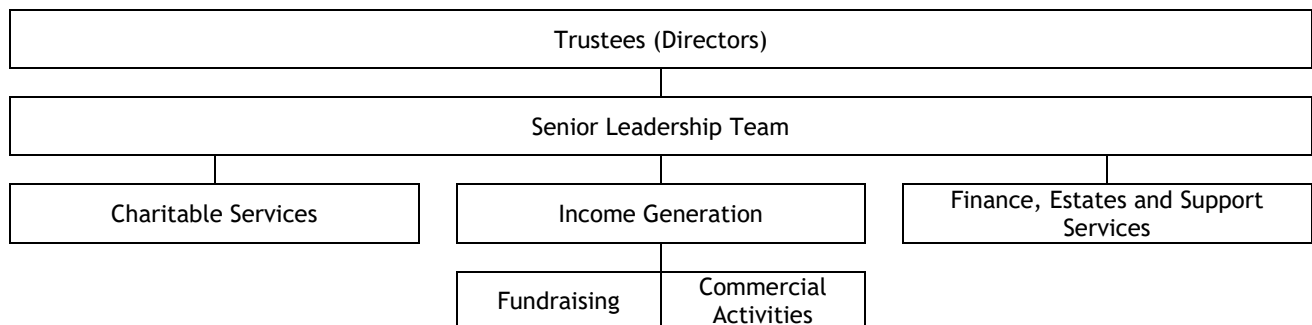 Trustees (Directors)
Senior Leadership Team
Charitable Services
Income Generation
Finance, Estates and Support
Services
Fundraising
Commercial
Activities